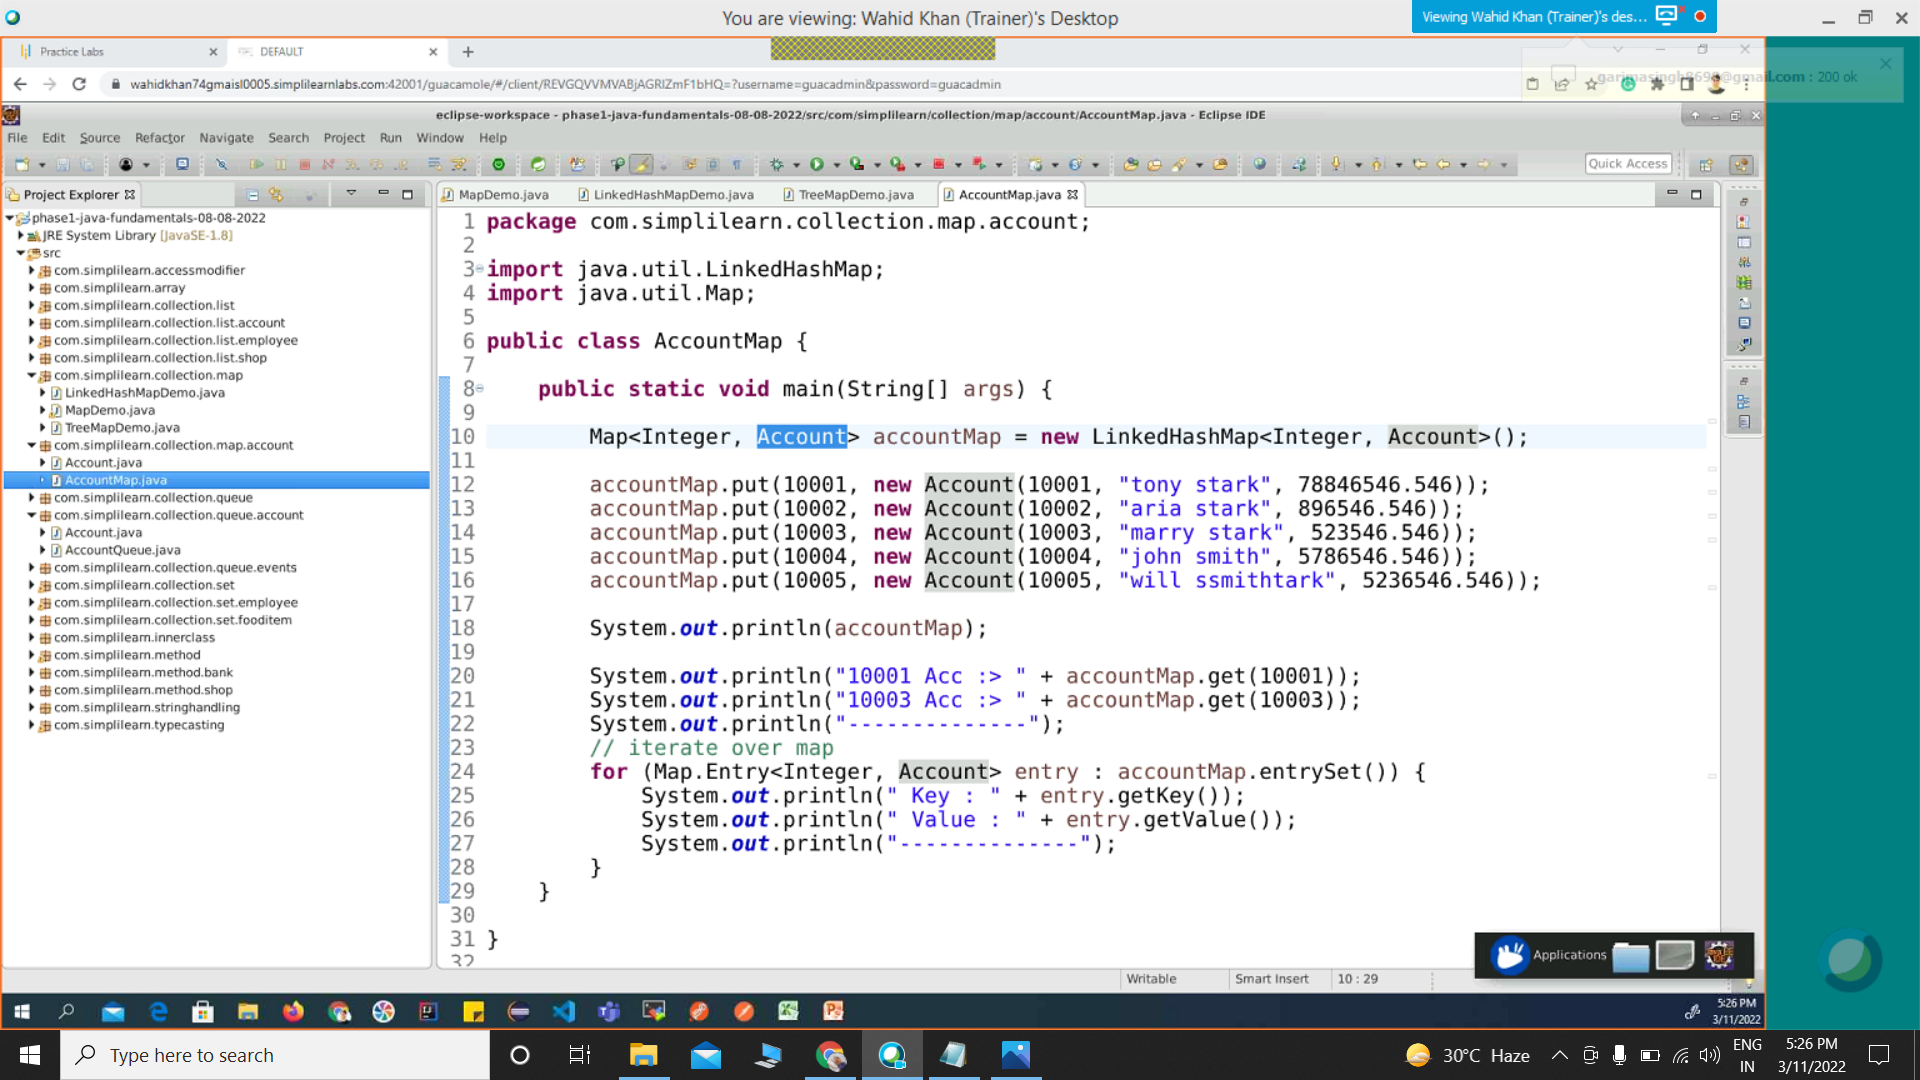 You are viewing: Wahid Khan (Trainer)'s Desktop
Viewing Wahid Khan (Trainer)'s des...
Practice Labs
DEFAULT
wahidkhan74gmaisl0005.simplilearnlabs.com:42001/guacamole/#/client/REVGQVVMVABjAGRlZmF1bHQ=?username=guacadmin&password=guacadmin
: 200 ok
eclipse-workspace - phase1-java-fundamentals-08-08-2022/src/com/simplilearn/collection/map/account/AccountMap.java - Eclipse IDE
File Edit Source Refactor Navigate Search Project Run Window Help
Quick Access
Project Explorer
MapDemo.java LinkedHashMapDemo.java TreeMapDemo.java AccountMap.java
phase1-java-fundamentals-08-08-2022
JRE System Library [JavaSE-1.8]
src
com.simplilearn.accessmodifier
com.simplilearn.array
com.simplilearn.collection.list
com.simplilearn.collection.list.account
com.simplilearn.collection.list.employee
com.simplilearn.collection.list.shop
com.simplilearn.collection.map
LinkedHashMapDemo.java
MapDemo.java
TreeMapDemo.java
com.simplilearn.collection.map.account
Account.java
AccountMap.java
com.simplilearn.collection.queue
com.simplilearn.collection.queue.account
Account.java
AccountQueue.java
com.simplilearn.collection.queue.events
com.simplilearn.collection.set
com.simplilearn.collection.set.employee
com.simplilearn.collection.set.fooditem
com.simplilearn.innerclass
com.simplilearn.method
com.simplilearn.method.bank
com.simplilearn.method.shop
com.simplilearn.stringhandling
com.simplilearn.typecasting
1 package com.simplilearn.collection.map.account;
2
3 import java.util.LinkedHashMap;
4 import java.util.Map;
5
6 public class AccountMap {
7
8 public static void main(String[] args) {
9
10 Map<Integer, Account> accountMap = new LinkedHashMap<Integer, Account>();
11
12 accountMap.put(10001, new Account(10001, "tony stark", 78846546.546));
13 accountMap.put(10002, new Account(10002, "aria stark", 896546.546));
14 accountMap.put(10003, new Account(10003, "marry stark", 523546.546));
15 accountMap.put(10004, new Account(10004, "john smith", 5786546.546));
16 accountMap.put(10005, new Account(10005, "will ssmithtark", 5236546.546));
17
18 System.out.println(accountMap);
19
20 System.out.println("10001 Acc :> " + accountMap.get(10001));
21 System.out.println("10003 Acc :> " + accountMap.get(10003));
22 System.out.println("--------------");
23 // iterate over map
24 for (Map.Entry<Integer, Account> entry : accountMap.entrySet()) {
25 System.out.println(" Key : " + entry.getKey());
26 System.out.println(" Value : " + entry.getValue());
27 System.out.println("--------------");
28 }
29 }
30
31 }
32
Applications
Writable Smart Insert 10 : 29
5:26 PM
3/11/2022
Type here to search
30°C Haze
ENG
IN
5:26 PM
3/11/2022